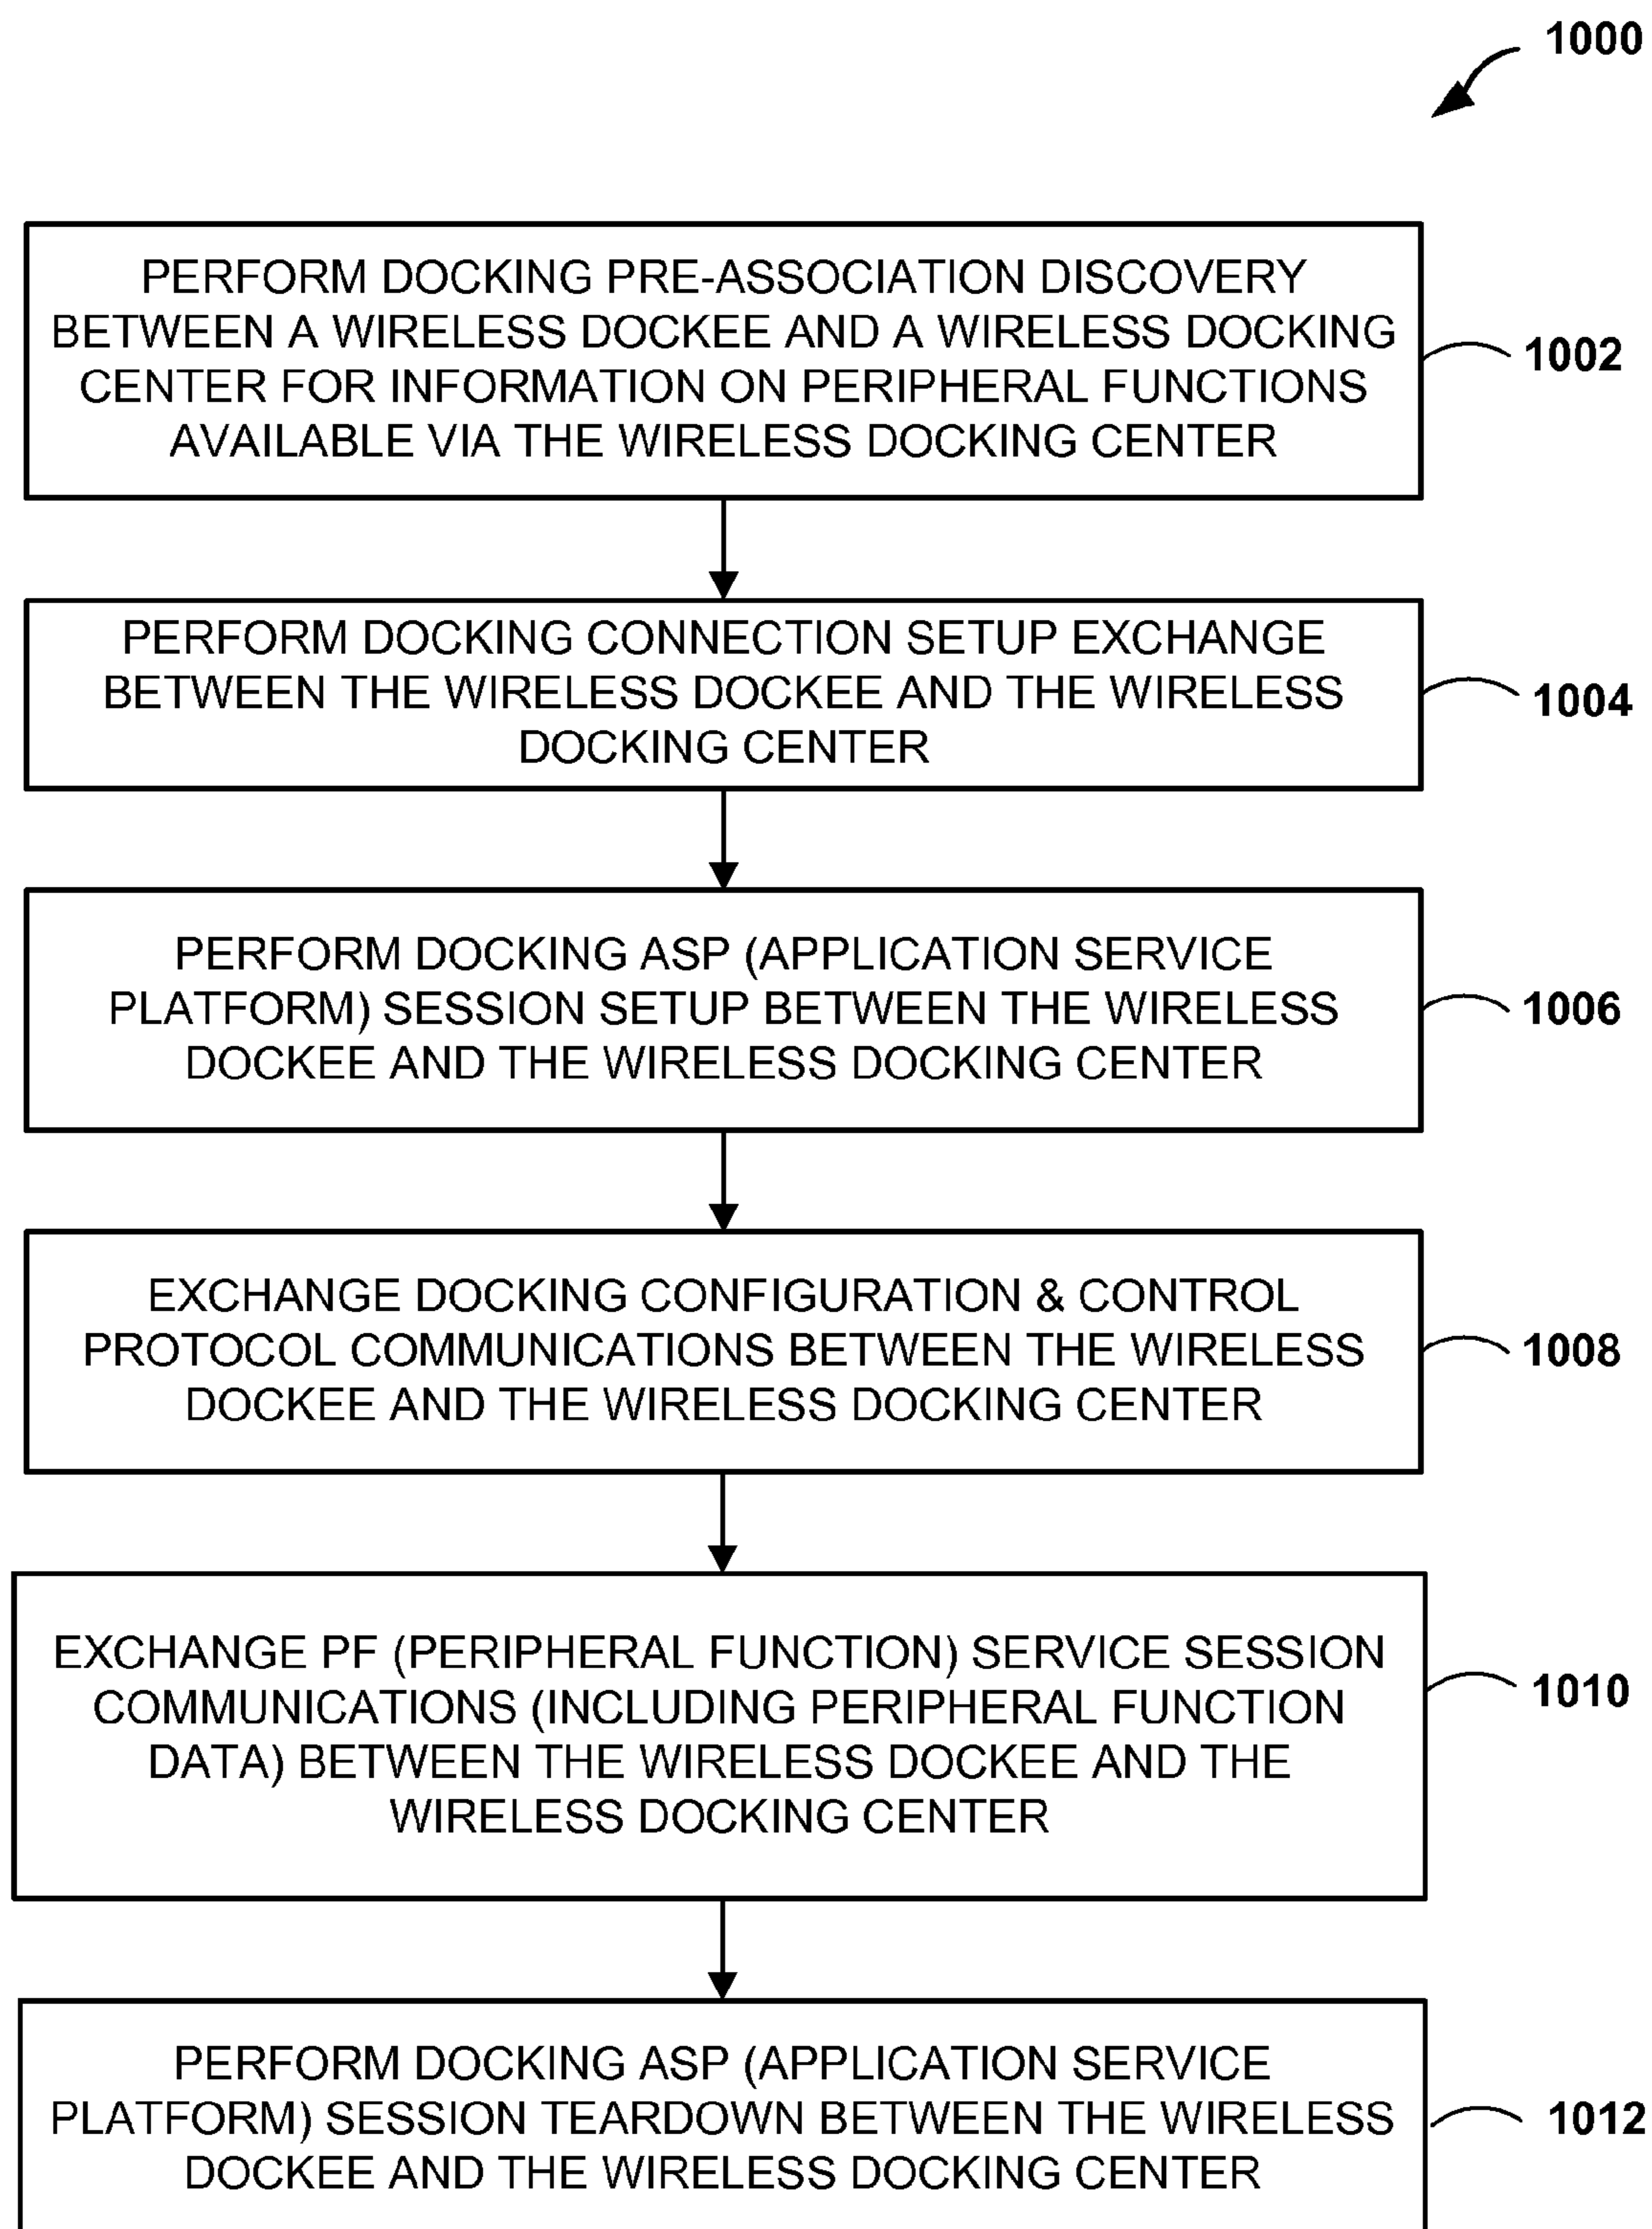 1000
PERFORM DOCKING PRE-ASSOCIATION DISCOVERY
BETWEEN A WIRELESS DOCKEE AND A WIRELESS DOCKING
CENTER FOR INFORMATION ON PERIPHERAL FUNCTIONS
AVAILABLE VIA THE WIRELESS DOCKING CENTER
1002
PERFORM DOCKING CONNECTION SETUP EXCHANGE
BETWEEN THE WIRELESS DOCKEE AND THE WIRELESS
DOCKING CENTER
1004
PERFORM DOCKING ASP (APPLICATION SERVICE
PLATFORM) SESSION SETUP BETWEEN THE WIRELESS
DOCKEE AND THE WIRELESS DOCKING CENTER
1006
EXCHANGE DOCKING CONFIGURATION & CONTROL
PROTOCOL COMMUNICATIONS BETWEEN THE WIRELESS
DOCKEE AND THE WIRELESS DOCKING CENTER
1008
EXCHANGE PF (PERIPHERAL FUNCTION) SERVICE SESSION
COMMUNICATIONS (INCLUDING PERIPHERAL FUNCTION
DATA) BETWEEN THE WIRELESS DOCKEE AND THE
WIRELESS DOCKING CENTER
1010
PERFORM DOCKING ASP (APPLICATION SERVICE
PLATFORM) SESSION TEARDOWN BETWEEN THE WIRELESS
DOCKEE AND THE WIRELESS DOCKING CENTER
1012